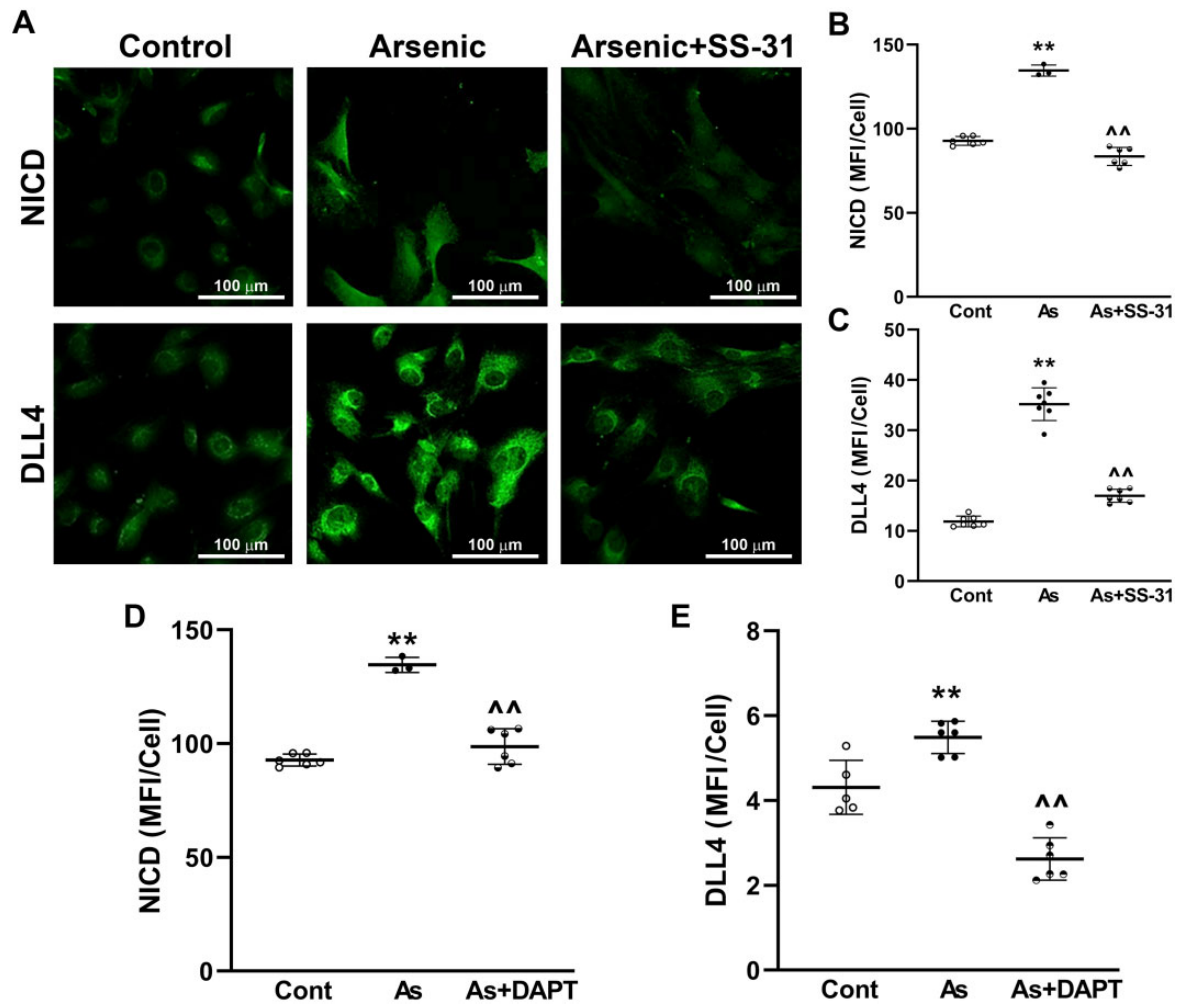 A
Control
Arsenic
Arsenic+SS-31
NICD
100 μm
100 μm
100 μm
DLL4
100 μm
100 μm
100 μm
B
NICD ( MFI/Cell)
150
100
50
0
**
^^
Cont
As
As+SS-31
C
DLL4 (MFI/Cell)
50
40
30
20
10
0
**
^^
Cont
As
As+SS-31
D
NICD (MFI/Cell)
150
100
50
0
**
^^
Cont
As
As+DAPT
E
DLL4 (MFI/Cell)
8
6
4
2
0
**
^^
Cont
As
As+DAPT